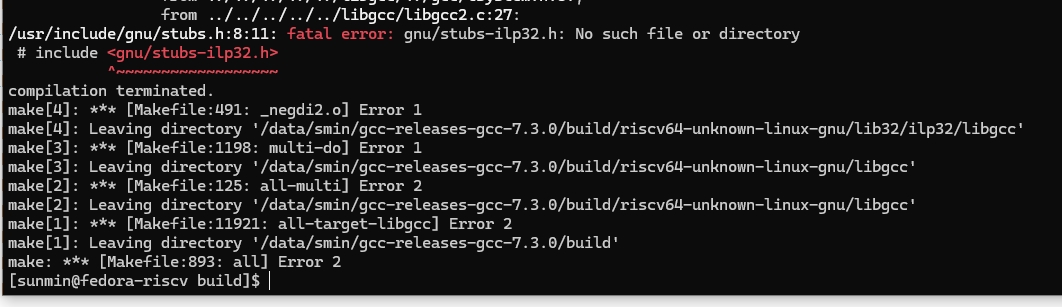 from ../../../../../libgcc/libgcc2.c:27:
/usr/include/gnu/stubs.h:8:11: fatal error: gnu/stubs-ilp32.h: No such file or directory
# include <gnu/stubs-ilp32.h>
^~~~~~~~~~~~~~~~~~~
compilation terminated.
make[4]: *** [Makefile:491: _negdi2.o] Error 1
make[4]: Leaving directory '/data/smin/gcc-releases-gcc-7.3.0/build/riscv64-unknown-linux-gnu/lib32/ilp32/libgcc'
make[3]: *** [Makefile:1198: multi-do] Error 1
make[3]: Leaving directory '/data/smin/gcc-releases-gcc-7.3.0/build/riscv64-unknown-linux-gnu/libgcc'
make[2]: *** [Makefile:125: all-multi] Error 2
make[2]: Leaving directory '/data/smin/gcc-releases-gcc-7.3.0/build/riscv64-unknown-linux-gnu/libgcc'
make[1]: *** [Makefile:11921: all-target-libgcc] Error 2
make[1]: Leaving directory '/data/smin/gcc-releases-gcc-7.3.0/build'
make: *** [Makefile:893: all] Error 2
[sunmin@fedora-riscv build]$